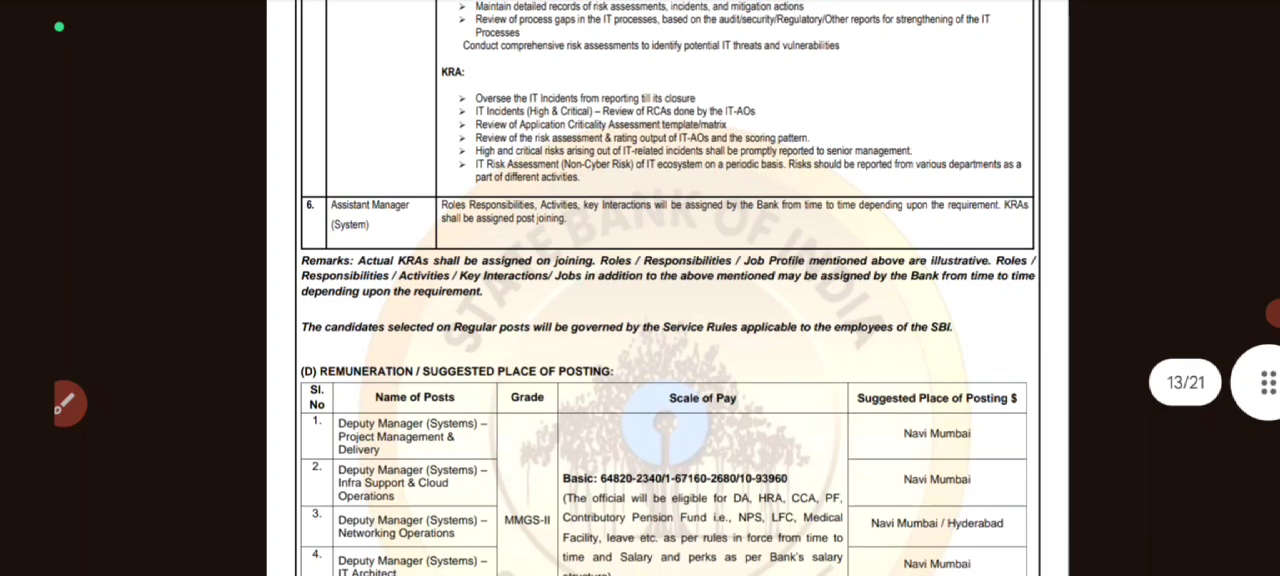 Maintain detailed records of risk assessments, incidents, and mitigation actions
➢ Review of process gaps in the IT processes, based on the audit/security/Regulatory/Other reports for strengthening of the IT
Processes
Conduct comprehensive risk assessments to identify potential IT threats and vulnerabilities
KRA:
➢ Oversee the IT Incidents from reporting till its closure
➢ IT Incidents (High & Critical) – Review of RCAs done by the IT-AOs
➢ Review of Application Criticality Assessment template/matrix
➢ Review of the risk assessment & rating output of IT-AOs and the scoring pattern.
➢ High and critical risks arising out of IT-related incidents shall be promptly reported to senior management.
➢ IT Risk Assessment (Non-Cyber Risk) of IT ecosystem on a periodic basis. Risks should be reported from various departments as a
part of different activities.
6. Assistant Manager
(System)
Roles Responsibilities, Activities, key Interactions will be assigned by the Bank from time to time depending upon the requirement. KRAs
shall be assigned post joining.
Remarks: Actual KRAs shall be assigned on joining. Roles / Responsibilities / Job Profile mentioned above are illustrative. Roles /
Responsibilities / Activities / Key Interactions/ Jobs in addition to the above mentioned may be assigned by the Bank from time to time
depending upon the requirement.
The candidates selected on Regular posts will be governed by the Service Rules applicable to the employees of the SBI.
STATE BANK OF INDIA
(D) REMUNERATION / SUGGESTED PLACE OF POSTING:
Sl.
No
Name of Posts
Grade
Scale of Pay
Suggested Place of Posting $
1.
Deputy Manager (Systems) –
Project Management &
Delivery
Navi Mumbai
2.
Deputy Manager (Systems) –
Infra Support & Cloud
Operations
Navi Mumbai
3.
Deputy Manager (Systems) –
Networking Operations
Navi Mumbai / Hyderabad
4.
Deputy Manager (Systems) –
IT Architect
Navi Mumbai
MMGS-II
Basic: 64820-2340/1-67160-2680/10-93960
(The official will be eligible for DA, HRA, CCA, PF,
Contributory Pension Fund i.e., NPS, LFC, Medical
Facility, leave etc. as per rules in force from time to
time and Salary and perks as per Bank's salary
structure)
13/21